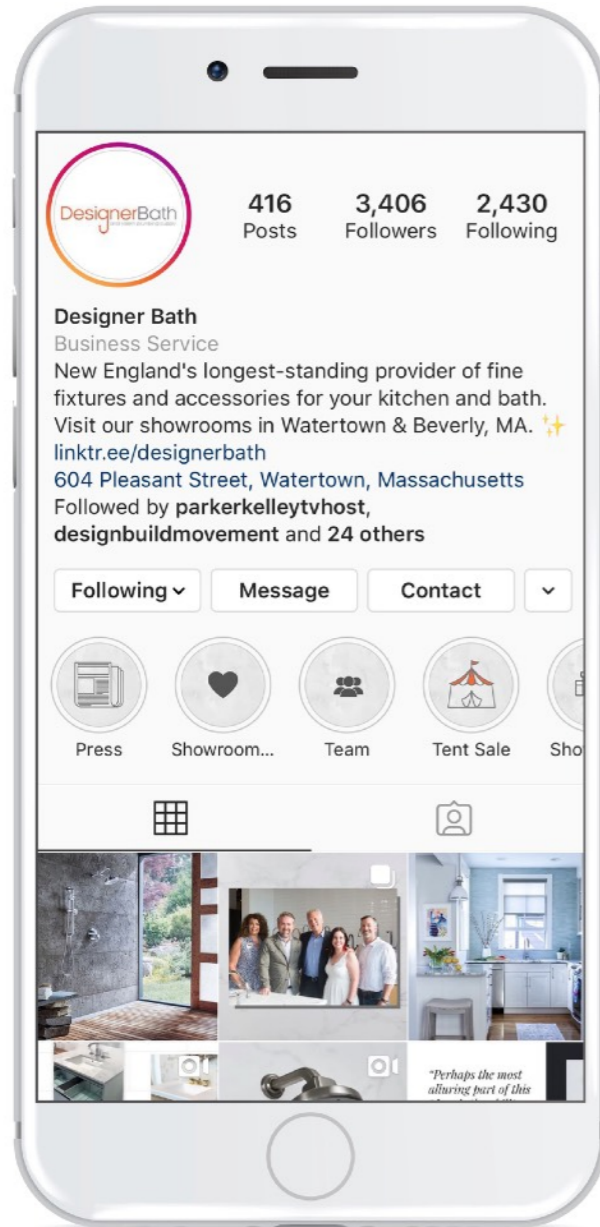 DesignerBath
416
Posts
3,406
Followers
2,430
Following
Designer Bath
Business Service
New England's longest-standing provider of fine
fixtures and accessories for your kitchen and bath.
Visit our showrooms in Watertown & Beverly, MA. ✨
linktr.ee/designerbath
604 Pleasant Street, Watertown, Massachusetts
Followed by parkerkelleytvhost,
designbuildmovement and 24 others
Following
Message
Contact
Press
Showroom...
Team
Tent Sale
Sho
"Perhaps the most
alluring part of this